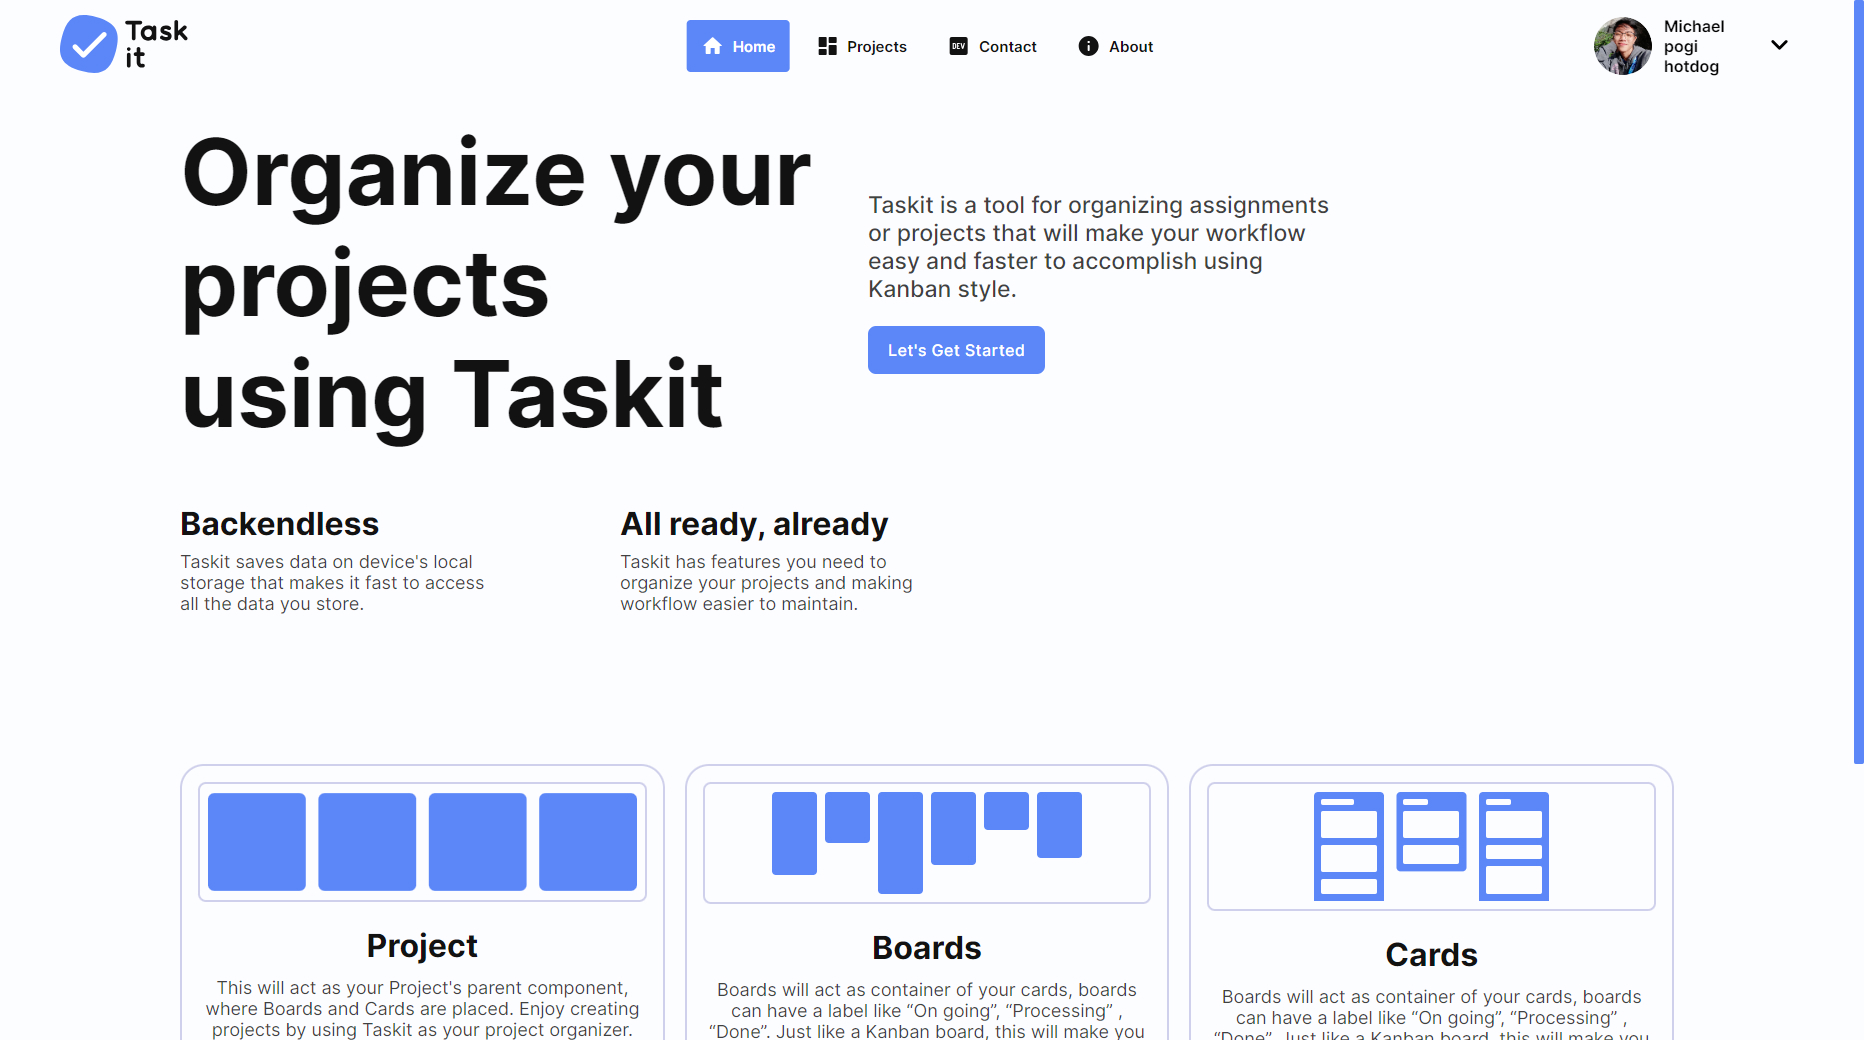 Task
it
Home
Projects
DEV
Contact
About
Michael
pogi
hotdog
Organize your
projects
using Taskit
Taskit is a tool for organizing assignments
or projects that will make your workflow
easy and faster to accomplish using
Kanban style.
Let's Get Started
Backendless
Taskit saves data on device's local
storage that makes it fast to access
all the data you store.
All ready, already
Taskit has features you need to
organize your projects and making
workflow easier to maintain.
Project
This will act as your Project's parent component,
where Boards and Cards are placed. Enjoy creating
projects by using Taskit as your project organizer.
Boards
Boards will act as container of your cards, boards
can have a label like “On going”, “Processing” ,
“Done”. Just like a Kanban board, this will make you
Cards
Boards will act as container of your cards, boards
can have a label like “On going”, “Processing” ,
“Done”. Just like a Kanban board, this will make you